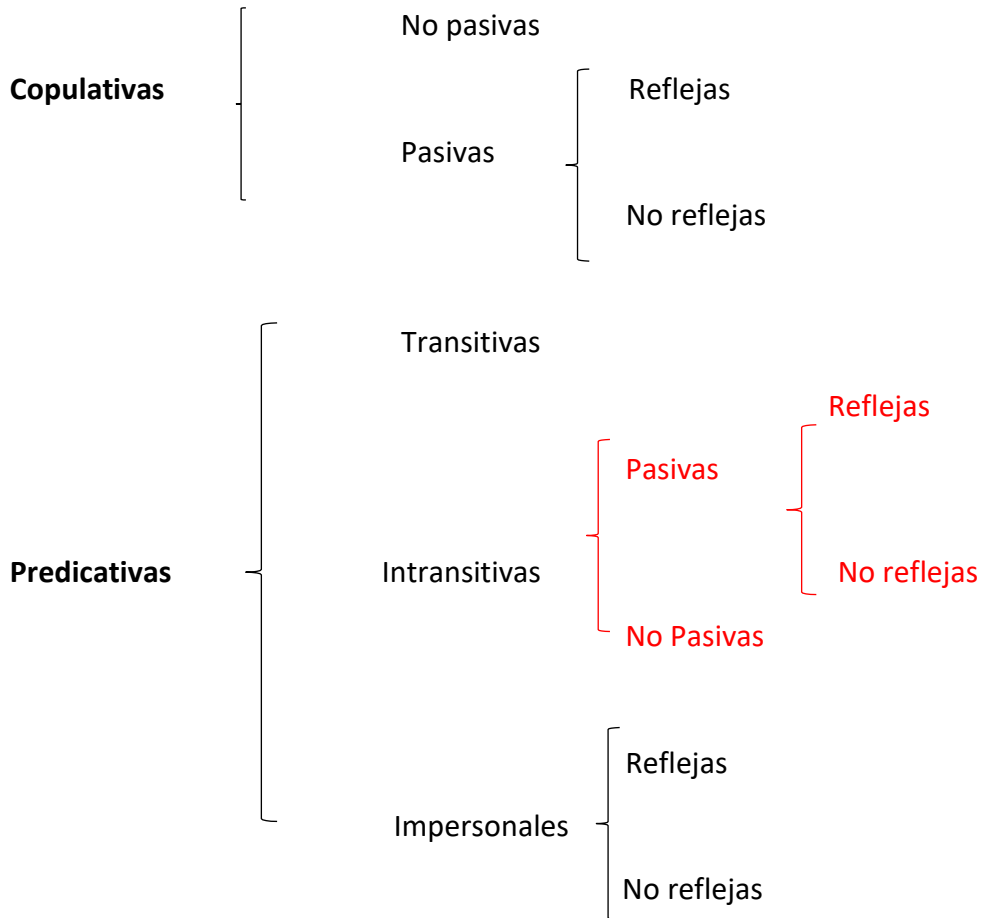 No pasivas
Copulativas
Reflejas
Pasivas
No reflejas
Transitivas
Reflejas
Pasivas
Predicativas
Intransitivas
No reflejas
No Pasivas
Reflejas
Impersonales
No reflejas